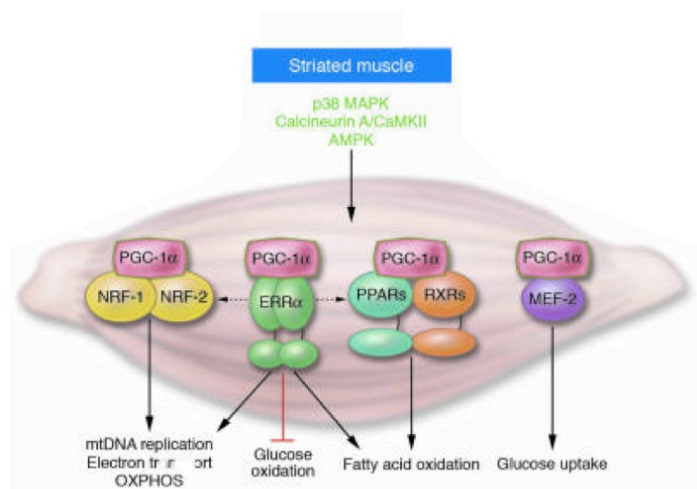 Striated muscle
p38 MAPK
Calcineurin A/CaMKII
AMPK
PGC-1α PGC-1α PGC-1α PGC-1α
NRF-1 NRF-2 ERRα PPARs RXRs MEF-2
mtDNA replication
Electron
OXPHOS
Glucose
oxidation
Fatty acid oxidation
Glucose uptake